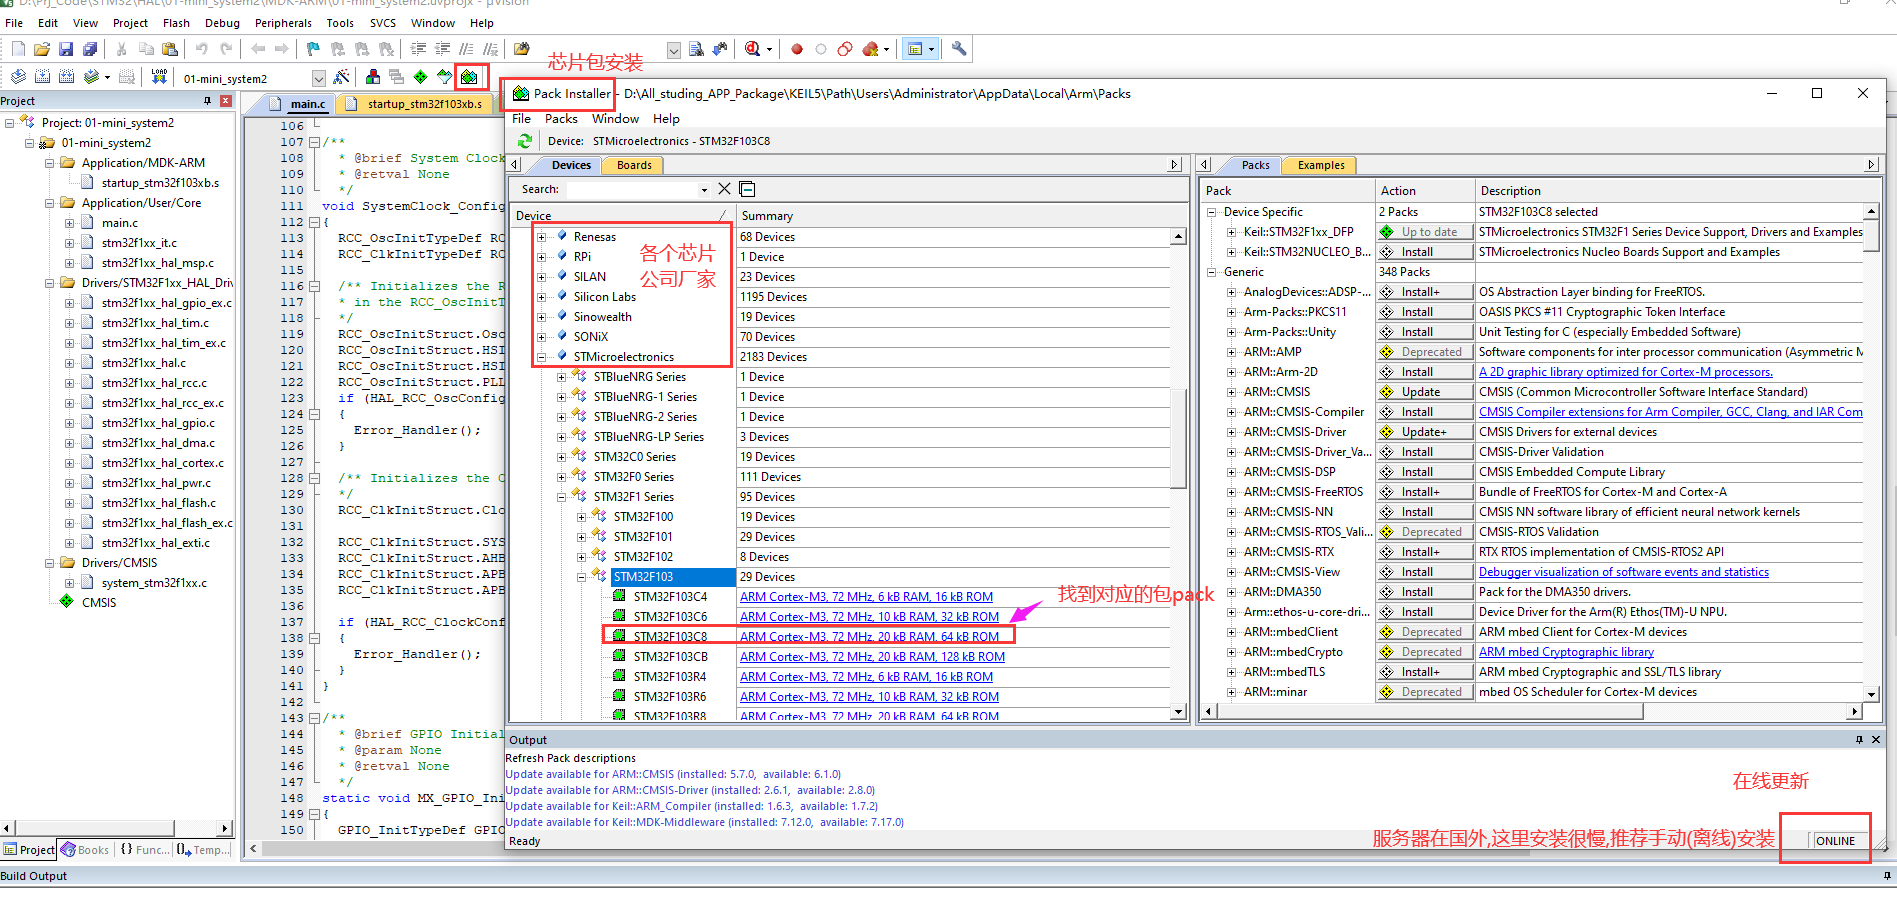 D:\Prj_Code\STM32\HAL\01-mini_system2\MDK-ARM\01-mini_system2.uvprojx - µVision
File Edit View Project Flash Debug Peripherals Tools SVCS Window Help
01-mini_system2
芯片包安装
Project
Project: 01-mini_system2
01-mini_system2
Application/MDK-ARM
startup_stm32f103xb.s
Application/User/Core
main.c
stm32f1xx_it.c
stm32f1xx_hal_msp.c
Drivers/STM32F1xx_HAL_Driv
stm32f1xx_hal_gpio_ex.c
stm32f1xx_hal_tim.c
stm32f1xx_hal_tim_ex.c
stm32f1xx_hal.c
stm32f1xx_hal_rcc.c
stm32f1xx_hal_rcc_ex.c
stm32f1xx_hal_gpio.c
stm32f1xx_hal_dma.c
stm32f1xx_hal_cortex.c
stm32f1xx_hal_pwr.c
stm32f1xx_hal_flash.c
stm32f1xx_hal_flash_ex.c
stm32f1xx_hal_exti.c
Drivers/CMSIS
system_stm32f1xx.c
CMSIS
Project Books {} Func... Temp...
Build Output
main.c startup_stm32f103xb.s
106
107 /**
108 * @brief System Clock
109 * @retval None
110 */
111 void SystemClock_Config
112 {
113 RCC_OscInitTypeDef RC
114 RCC_ClkInitTypeDef RC
115
116 /** Initializes the R
117 * in the RCC_OscInitT
118 */
119 RCC_OscInitStruct.Osc
120 RCC_OscInitStruct.HSI
121 RCC_OscInitStruct.HSI
122 RCC_OscInitStruct.PLL
123 if (HAL_RCC_OscConfig
124 {
125 Error_Handler();
126 }
127
128 /** Initializes the C
129 */
130 RCC_ClkInitStruct.Clo
131
132 RCC_ClkInitStruct.SYS
133 RCC_ClkInitStruct.AHB
134 RCC_ClkInitStruct.APB
135 RCC_ClkInitStruct.APB
136
137 if (HAL_RCC_ClockConf
138 {
139 Error_Handler();
140 }
141 }
142
143 /**
144 * @brief GPIO Initial
145 * @param None
146 * @retval None
147 */
148 static void MX_GPIO_Ini
149 {
150 GPIO_InitTypeDef GPIO
Pack Installer - D:\All_studing_APP_Package\KEIL5\Path\Users\Administrator\AppData\Local\Arm\Packs
File Packs Window Help
Device: STMicroelectronics - STM32F103C8
Devices Boards
Search:
Device Summary
Renesas 68 Devices
RPi 1 Device
SILAN 23 Devices
Silicon Labs 1195 Devices
Sinowealth 19 Devices
SONiX 70 Devices
STMicroelectronics 2183 Devices
各个芯片
公司厂家
STBlueNRG Series 1 Device
STBlueNRG-1 Series 1 Device
STBlueNRG-2 Series 1 Device
STBlueNRG-LP Series 3 Devices
STM32C0 Series 19 Devices
STM32F0 Series 111 Devices
STM32F1 Series 95 Devices
STM32F100 19 Devices
STM32F101 29 Devices
STM32F102 8 Devices
STM32F103 29 Devices
STM32F103C4 ARM Cortex-M3, 72 MHz, 6 kB RAM, 16 kB ROM
STM32F103C6 ARM Cortex-M3, 72 MHz, 10 kB RAM, 32 kB ROM
STM32F103C8 ARM Cortex-M3, 72 MHz, 20 kB RAM, 64 kB ROM
STM32F103CB ARM Cortex-M3, 72 MHz, 20 kB RAM, 128 kB ROM
STM32F103R4 ARM Cortex-M3, 72 MHz, 6 kB RAM, 16 kB ROM
STM32F103R6 ARM Cortex-M3, 72 MHz, 10 kB RAM, 32 kB ROM
STM32F103R8 ARM Cortex-M3, 72 MHz, 20 kB RAM, 64 kB ROM
找到对应的包pack
Packs Examples
Pack Action Description
Device Specific 2 Packs STM32F103C8 selected
Keil::STM32F1xx_DFP Up to date STMicroelectronics STM32F1 Series Device Support, Drivers and Examples
Keil::STM32NUCLEO_B... Install STMicroelectronics Nucleo Boards Support and Examples
Generic 348 Packs
AnalogDevices::ADSP-... Install+ OS Abstraction Layer binding for FreeRTOS.
Arm-Packs::PKCS11 Install OASIS PKCS #11 Cryptographic Token Interface
Arm-Packs::Unity Install Unit Testing for C (especially Embedded Software)
ARM::AMP Deprecated Software components for inter processor communication (Asymmetric M
ARM::Arm-2D Install A 2D graphic library optimized for Cortex-M processors.
ARM::CMSIS Update CMSIS (Common Microcontroller Software Interface Standard)
ARM::CMSIS-Compiler Install CMSIS Compiler extensions for Arm Compiler, GCC, Clang, and IAR Com
ARM::CMSIS-Driver Update+ CMSIS Drivers for external devices
ARM::CMSIS-Driver_Va... Install CMSIS-Driver Validation
ARM::CMSIS-DSP Install CMSIS Embedded Compute Library
ARM::CMSIS-FreeRTOS Install+ Bundle of FreeRTOS for Cortex-M and Cortex-A
ARM::CMSIS-NN Install CMSIS NN software library of efficient neural network kernels
ARM::CMSIS-RTOS_Vali... Deprecated CMSIS-RTOS Validation
ARM::CMSIS-RTX Install+ RTX RTOS implementation of CMSIS-RTOS2 API
ARM::CMSIS-View Install Debugger visualization of software events and statistics
ARM::DMA350 Install Pack for the DMA350 drivers.
Arm::ethos-u-core-dri... Install Device Driver for the Arm(R) Ethos(TM)-U NPU.
ARM::mbedClient Deprecated ARM mbed Client for Cortex-M devices
ARM::mbedCrypto Deprecated ARM mbed Cryptographic library
ARM::mbedTLS Install+ ARM mbed Cryptographic and SSL/TLS library
ARM::minar Deprecated mbed OS Scheduler for Cortex-M devices
Output
Refresh Pack descriptions
Update available for ARM::CMSIS (installed: 5.7.0, available: 6.1.0)
Update available for ARM::CMSIS-Driver (installed: 2.6.1, available: 2.8.0)
Update available for Keil::ARM_Compiler (installed: 1.6.3, available: 1.7.2)
Update available for Keil::MDK-Middleware (installed: 7.12.0, available: 7.17.0)
在线更新
服务器在国外,这里安装很慢,推荐手动(离线)安装
Ready ONLINE